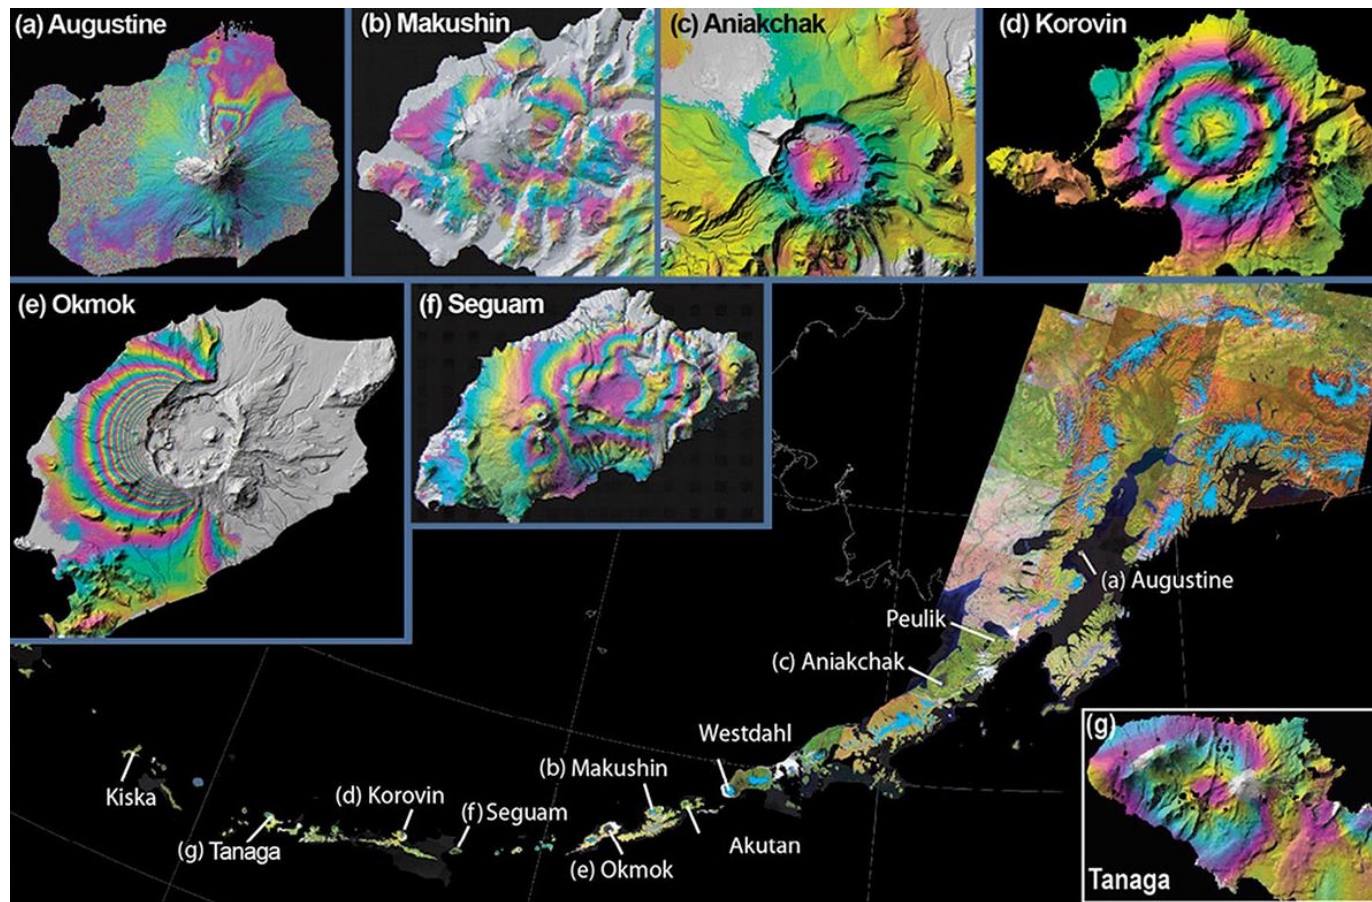 (a) Augustine
(b) Makushin
(c) Aniakchak
(d) Korovin
(e) Okmok
(f) Seguam
(a) Augustine
Peulik
(c) Aniakchak
Westdahl
(b) Makushin
Kiska
(d) Korovin
(f) Seguam
(g) Tanaga
Akutan
(e) Okmok
(g)
Tanaga